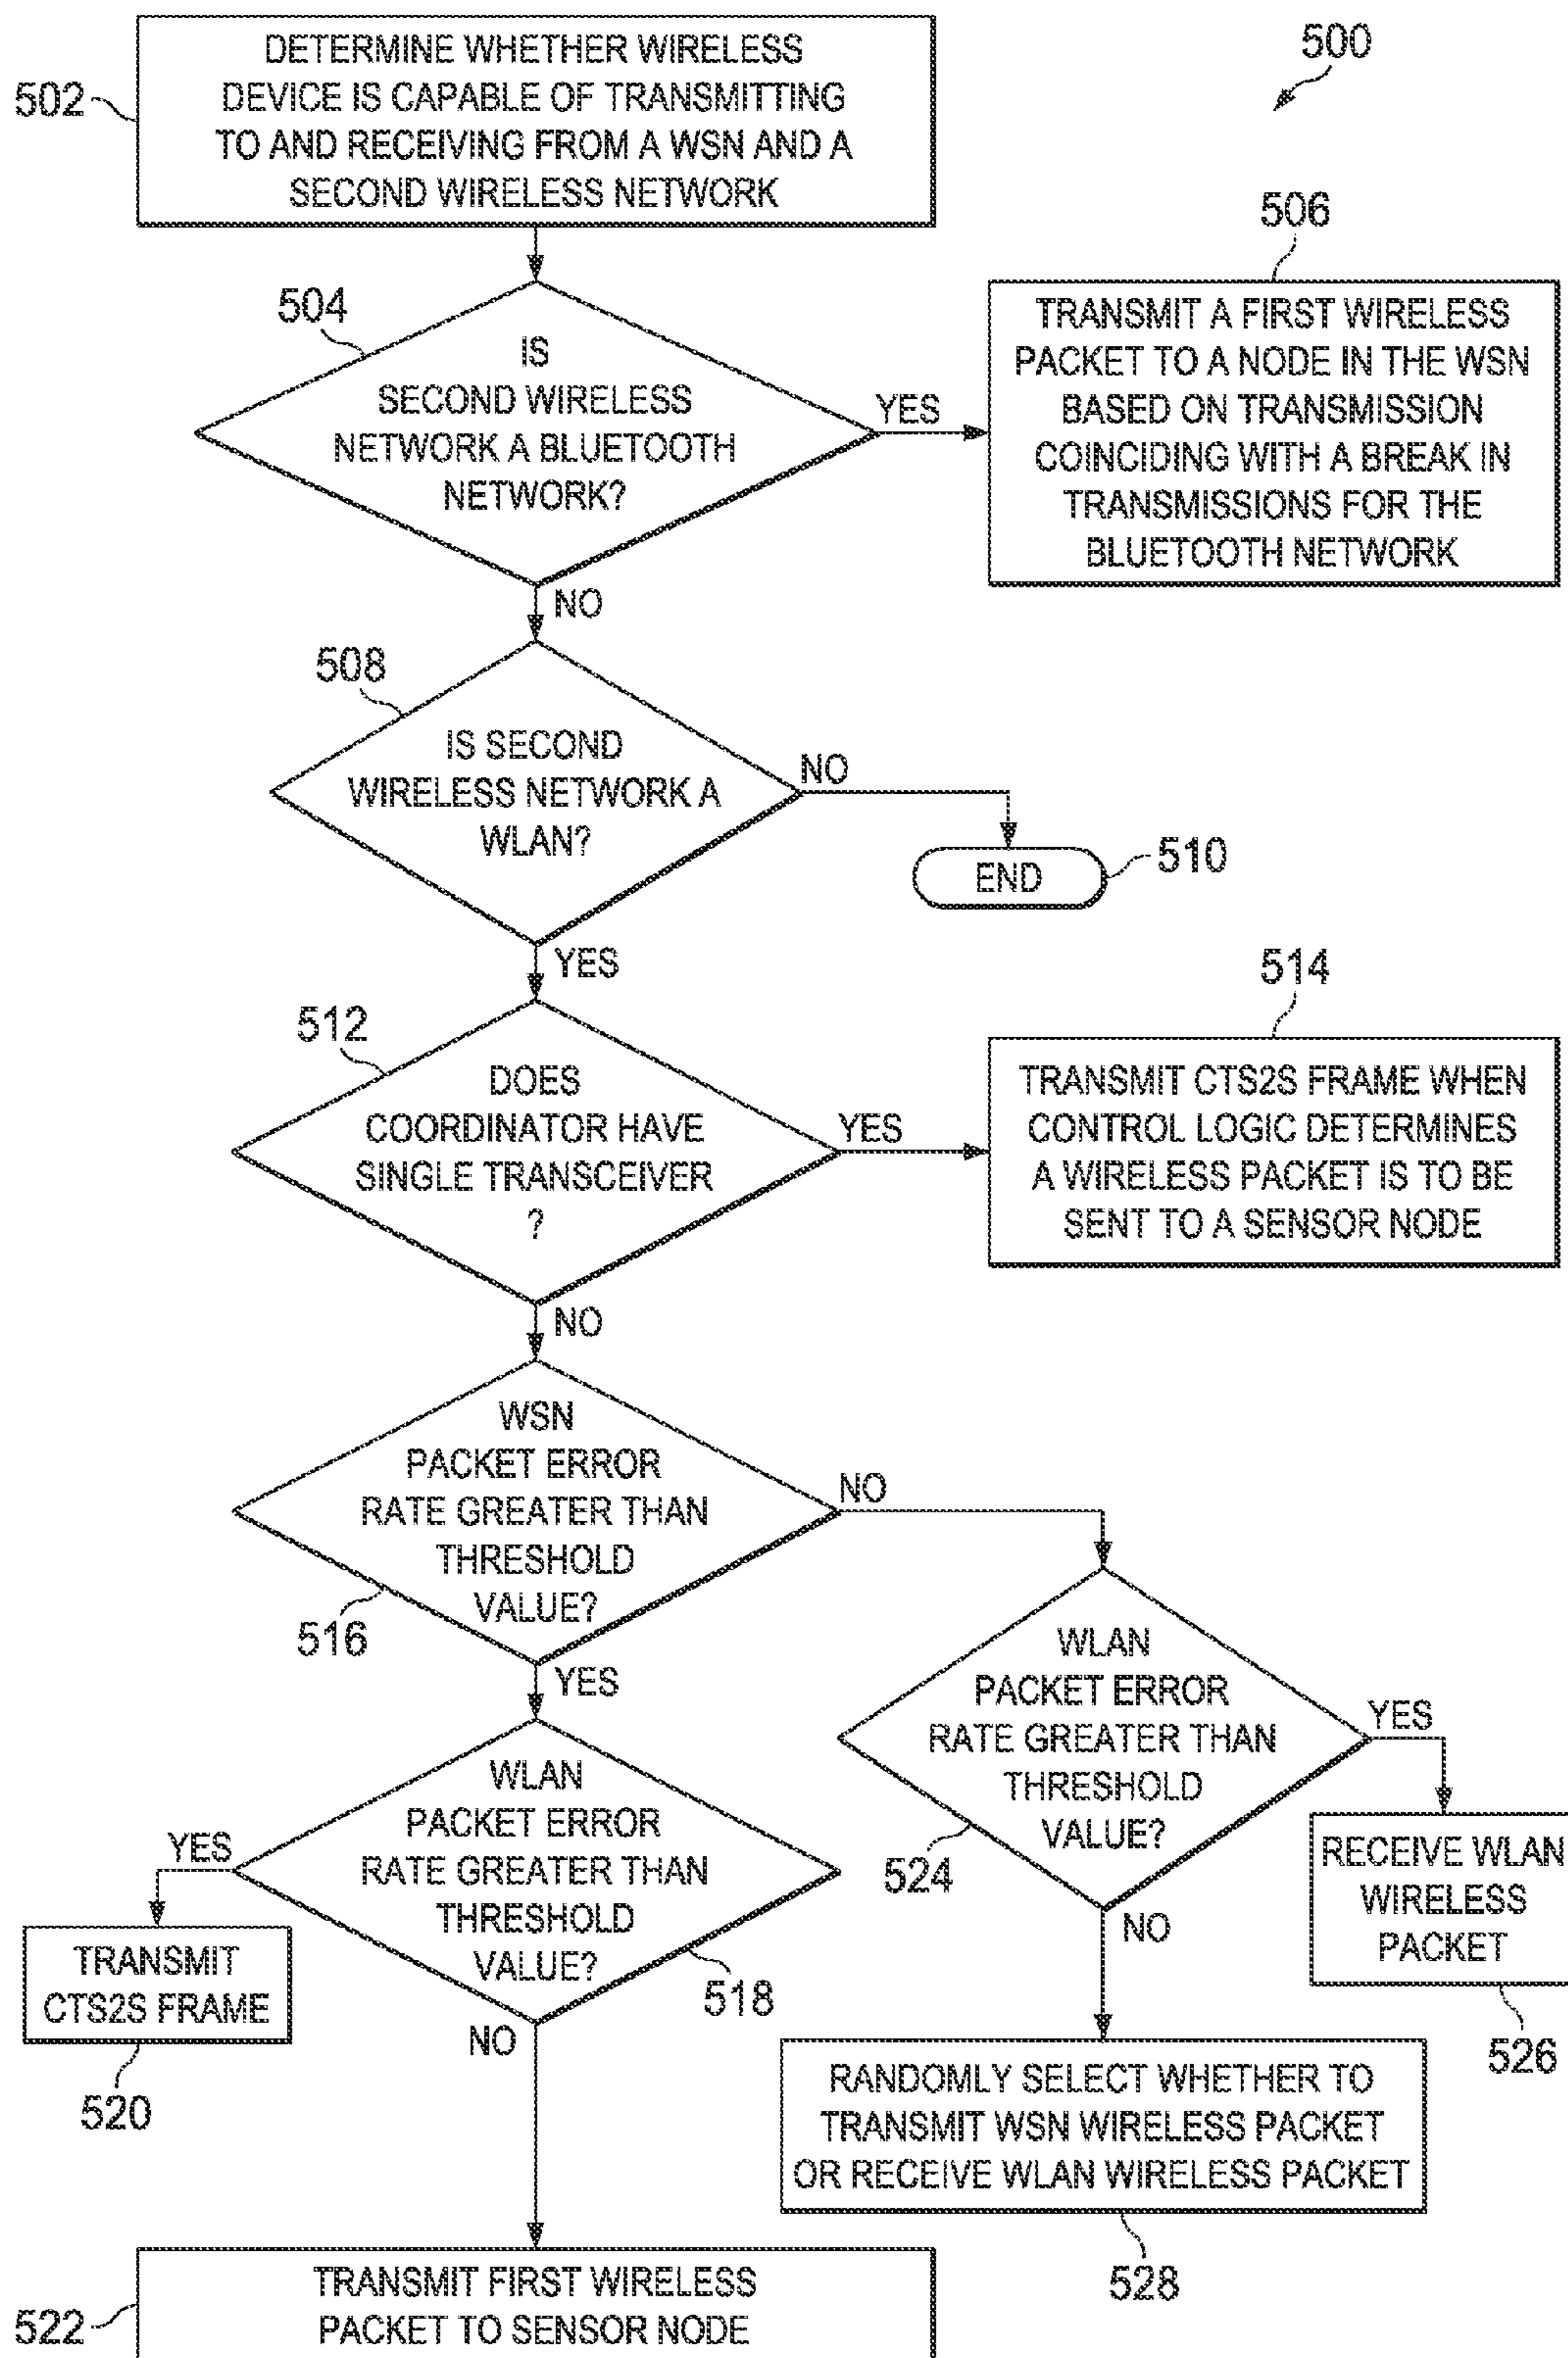 500
502
DETERMINE WHETHER WIRELESS
DEVICE IS CAPABLE OF TRANSMITTING
TO AND RECEIVING FROM A WSN AND A
SECOND WIRELESS NETWORK
504
IS
SECOND WIRELESS
NETWORK A BLUETOOTH
NETWORK?
YES
506
TRANSMIT A FIRST WIRELESS
PACKET TO A NODE IN THE WSN
BASED ON TRANSMISSION
COINCIDING WITH A BREAK IN
TRANSMISSIONS FOR THE
BLUETOOTH NETWORK
NO
508
IS SECOND
WIRELESS NETWORK A
WLAN?
NO
END
510
YES
512
DOES
COORDINATOR HAVE
SINGLE TRANSCEIVER
?
YES
514
TRANSMIT CTS2S FRAME WHEN
CONTROL LOGIC DETERMINES
A WIRELESS PACKET IS TO BE
SENT TO A SENSOR NODE
NO
WSN
PACKET ERROR
RATE GREATER THAN
THRESHOLD
VALUE?
516
NO
YES
WLAN
PACKET ERROR
RATE GREATER THAN
THRESHOLD
VALUE?
518
YES
TRANSMIT
CTS2S FRAME
520
NO
WLAN
PACKET ERROR
RATE GREATER THAN
THRESHOLD
VALUE?
524
YES
RECEIVE WLAN
WIRELESS
PACKET
526
NO
RANDOMLY SELECT WHETHER TO
TRANSMIT WSN WIRELESS PACKET
OR RECEIVE WLAN WIRELESS PACKET
528
522
TRANSMIT FIRST WIRELESS
PACKET TO SENSOR NODE